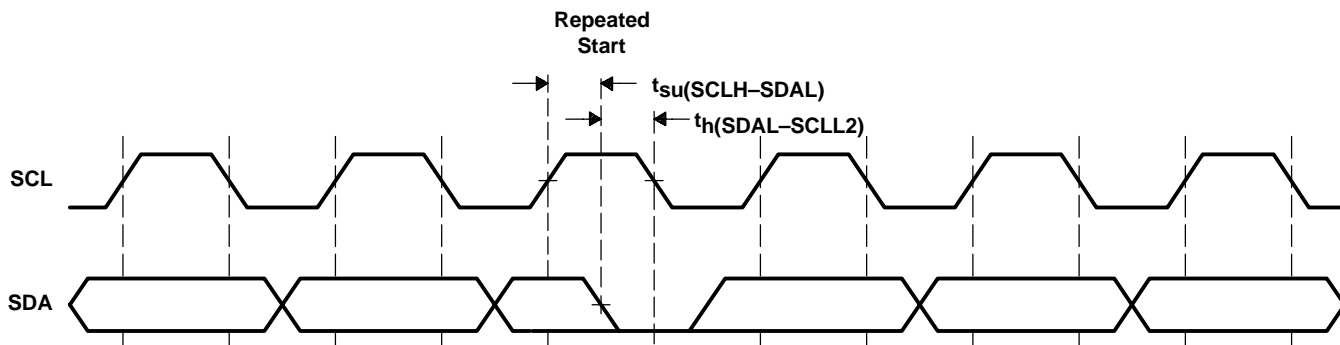 Repeated
Start
tsu(SCLH–SDAL)
th(SDAL–SCLL2)
SCL
SDA